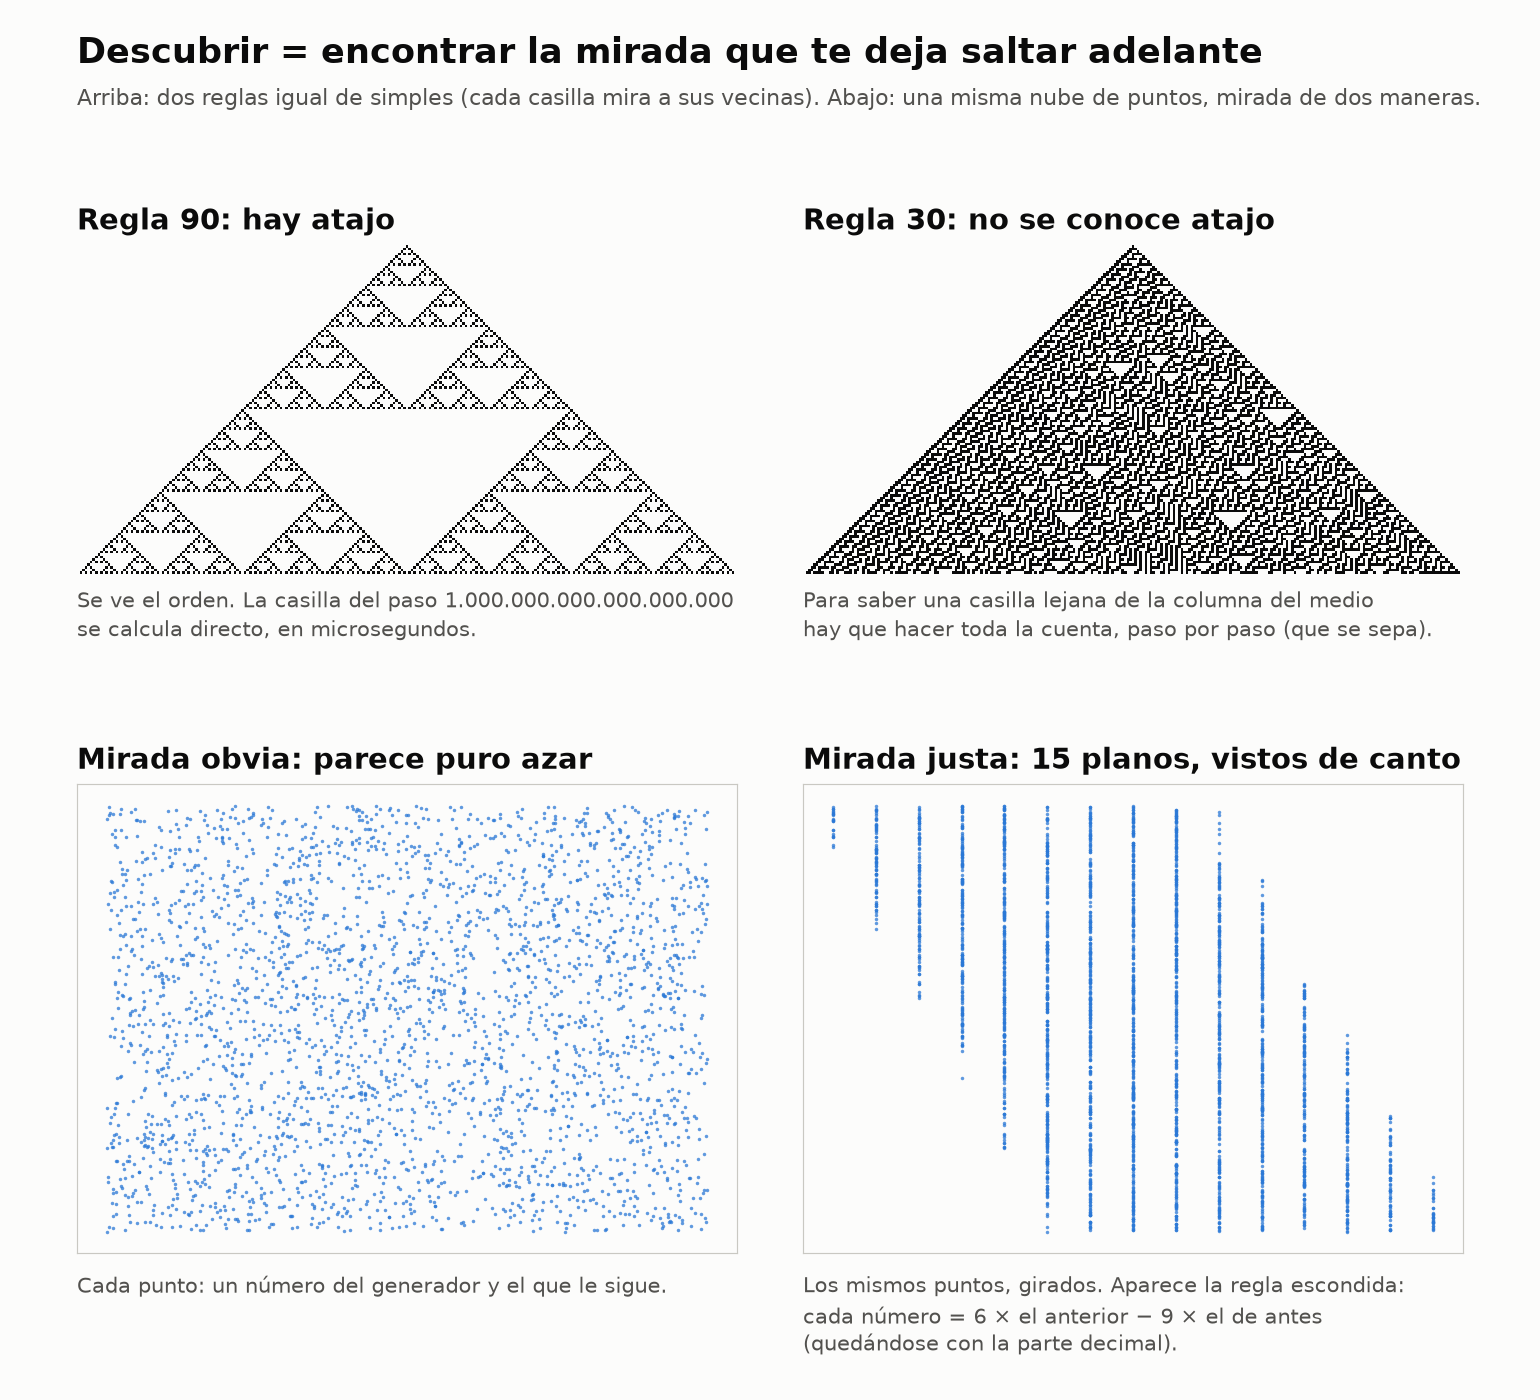 Descubrir = encontrar la mirada que te deja saltar adelante
Arriba: dos reglas igual de simples (cada casilla mira a sus vecinas). Abajo: una misma nube de puntos, mirada de dos maneras.
Regla 90: hay atajo
Se ve el orden. La casilla del paso 1.000.000.000.000.000.000
se calcula directo, en microsegundos.
Regla 30: no se conoce atajo
Para saber una casilla lejana de la columna del medio
hay que hacer toda la cuenta, paso por paso (que se sepa).
Mirada obvia: parece puro azar
Cada punto: un número del generador y el que le sigue.
Mirada justa: 15 planos, vistos de canto
Los mismos puntos, girados. Aparece la regla escondida:
cada número = 6 × el anterior − 9 × el de antes
(quedándose con la parte decimal).